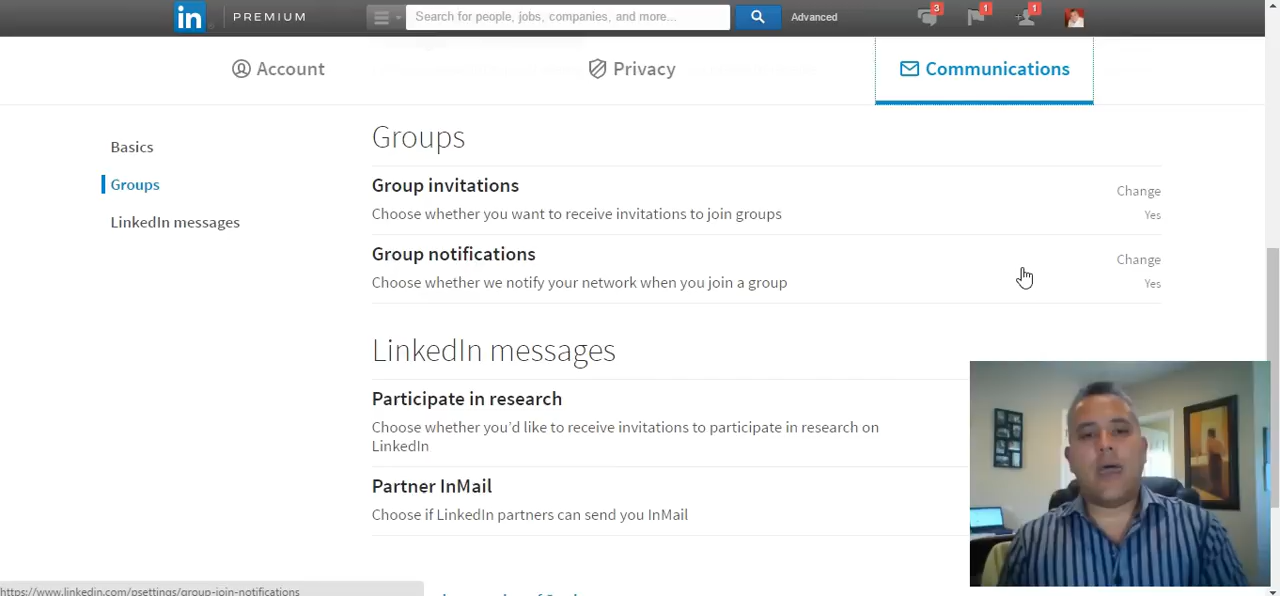 in PREMIUM Search for people, jobs, companies, and more... Advanced 3 1 1
Account Privacy Communications
Basics
Groups
LinkedIn messages
Groups
Group invitations Change
Choose whether you want to receive invitations to join groups Yes
Group notifications Change
Choose whether we notify your network when you join a group Yes
LinkedIn messages
Participate in research
Choose whether you'd like to receive invitations to participate in research on
LinkedIn
Partner InMail
Choose if LinkedIn partners can send you InMail
https://www.linkedin.com/psettings/group-join-notifications